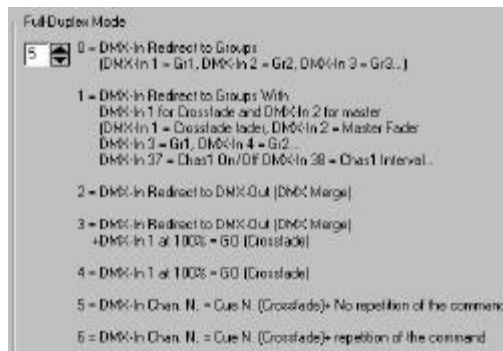 Full-Duplex Mode
5
0 = DMX-In Redirect to Groups
(DMX-In 1 = Gr1, DMX-In 2 = Gr2, DMX-In 3 = Gr3...)
1 = DMX-In Redirect to Groups With
DMX-In 1 for Crossfade and DMX-In 2 for master
(DMX-In 1 = Crossfade fader, DMX-In 2 = Master Fader
DMX-In 3 = Gr1, DMX-In 4 = Gr2...
DMX-In 37 = Chas1 On/Off DMX-In 38 = Chas1 Interval...
2 = DMX-In Redirect to DMX-Out (DMX Merge)
3 = DMX-In Redirect to DMX-Out (DMX Merge)
+DMX-In 1 at 100% = GO (Crossfade)
4 = DMX-In 1 at 100% = GO (Crossfade)
5 = DMX-In Chan. N. = Cue N. (Crossfade)+ No repetition of the command
6 = DMX-In Chan. N. = Cue N. (Crossfade)+ repetition of the command